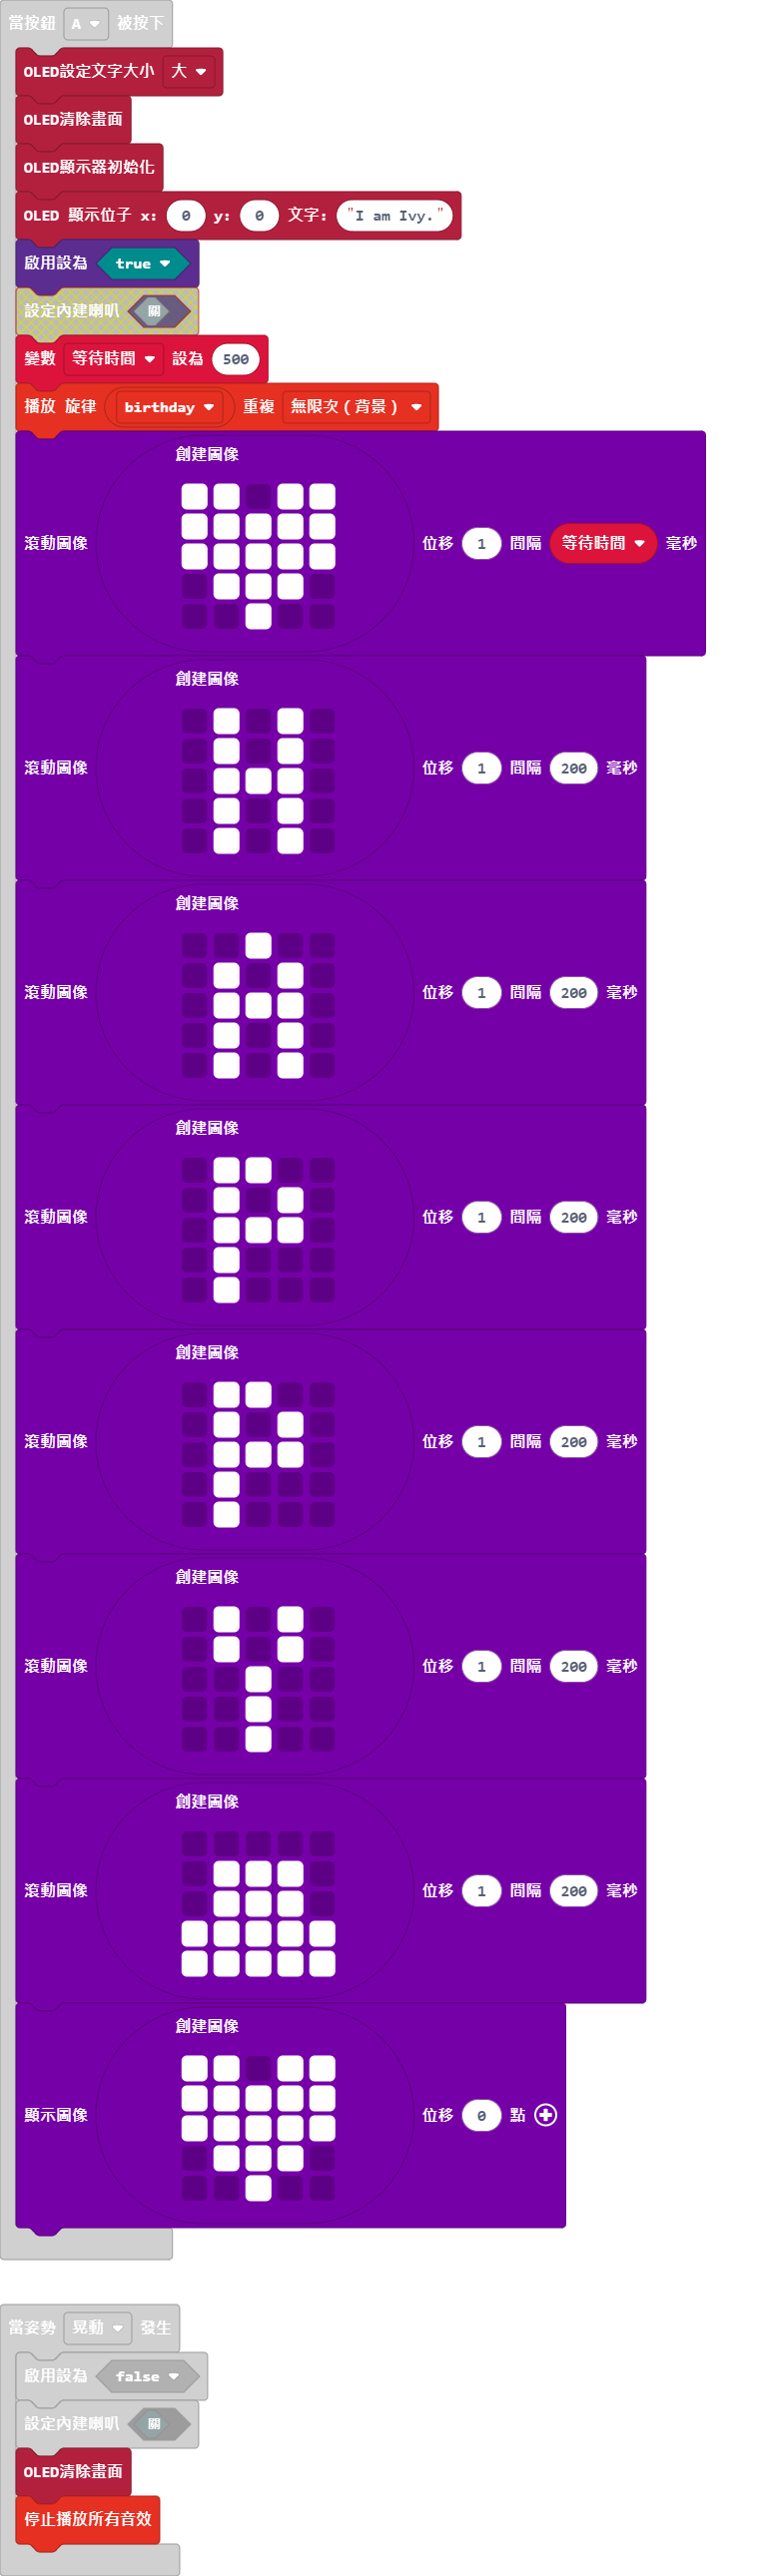 當按鈕 A 被按下
OLED設定文字大小 大
OLED清除畫面
OLED顯示器初始化
OLED 顯示位子 x: 0 y: 0 文字: "I am Ivy."
啟用設為 true
設定內建喇叭 關
變數 等待時間 設為 500
播放 旋律 birthday 重複 無限次（背景）
創建圖像
滾動圖像 位移 1 間隔 等待時間 毫秒
創建圖像
滾動圖像 位移 1 間隔 200 毫秒
創建圖像
滾動圖像 位移 1 間隔 200 毫秒
創建圖像
滾動圖像 位移 1 間隔 200 毫秒
創建圖像
滾動圖像 位移 1 間隔 200 毫秒
創建圖像
滾動圖像 位移 1 間隔 200 毫秒
創建圖像
滾動圖像 位移 1 間隔 200 毫秒
創建圖像
顯示圖像 位移 0 點
當姿勢 晃動 發生
啟用設為 false
設定內建喇叭 關
OLED清除畫面
停止播放所有音效